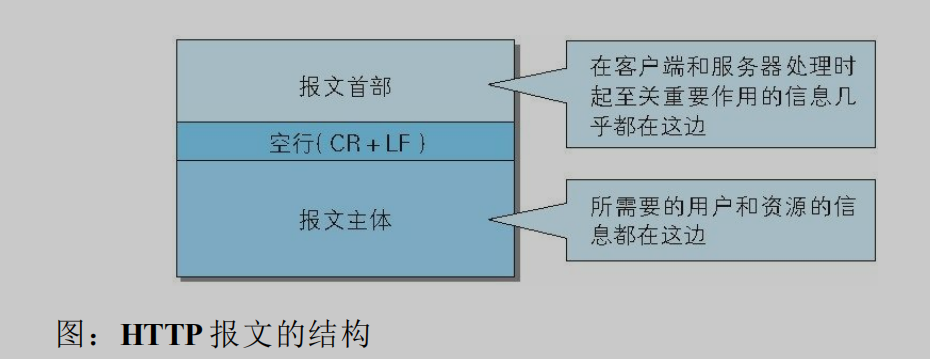 报文首部
空行( CR + LF )
报文主体
在客户端和服务器处理时
起至关重要作用的信息几
乎都在这边
所需要的用户和资源的信
息都在这边
图：HTTP 报文的结构